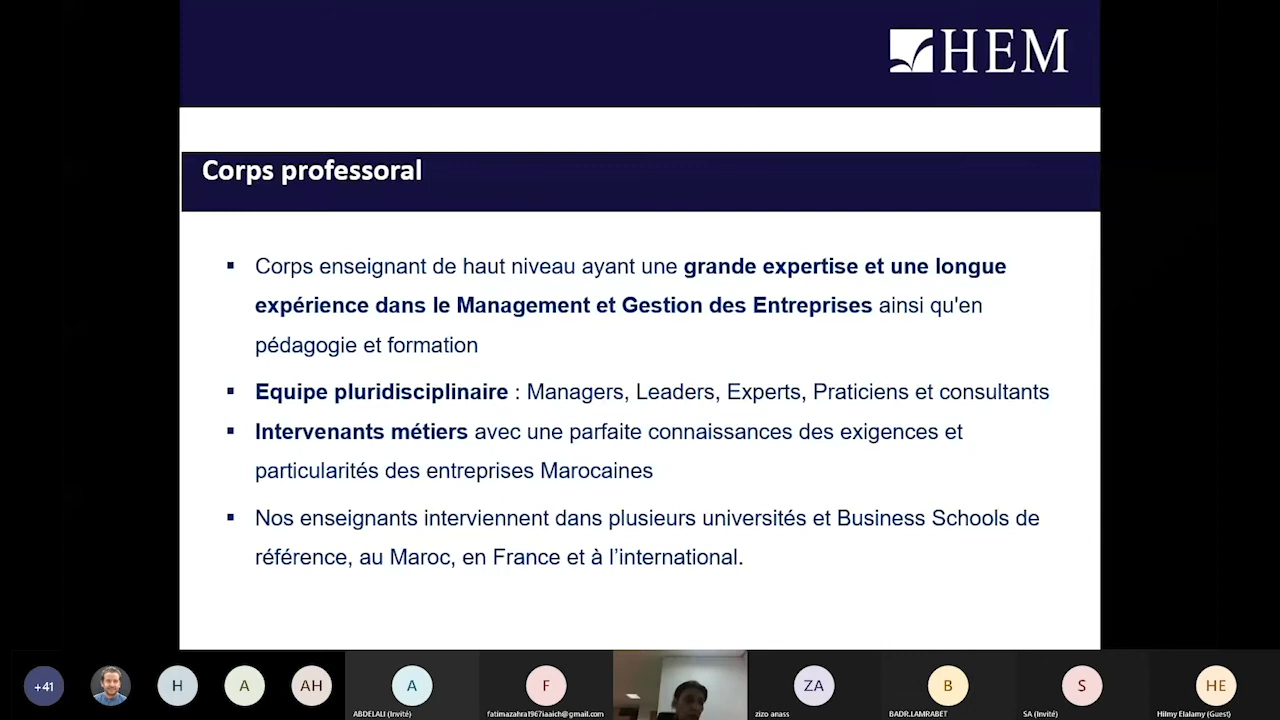 HEM
Corps professoral
▪ Corps enseignant de haut niveau ayant une grande expertise et une longue
expérience dans le Management et Gestion des Entreprises ainsi qu'en
pédagogie et formation
▪ Equipe pluridisciplinaire : Managers, Leaders, Experts, Praticiens et consultants
▪ Intervenants métiers avec une parfaite connaissances des exigences et
particularités des entreprises Marocaines
▪ Nos enseignants interviennent dans plusieurs universités et Business Schools de
référence, au Maroc, en France et à l’international.
+41 H A AH A F ZA B S HE
ABDELALI (Invité) fatimazahra1967iaaich@gmail.com zizo anass BADR.LAMRABET SA (Invité) Hilmy Elalamy (Guest)